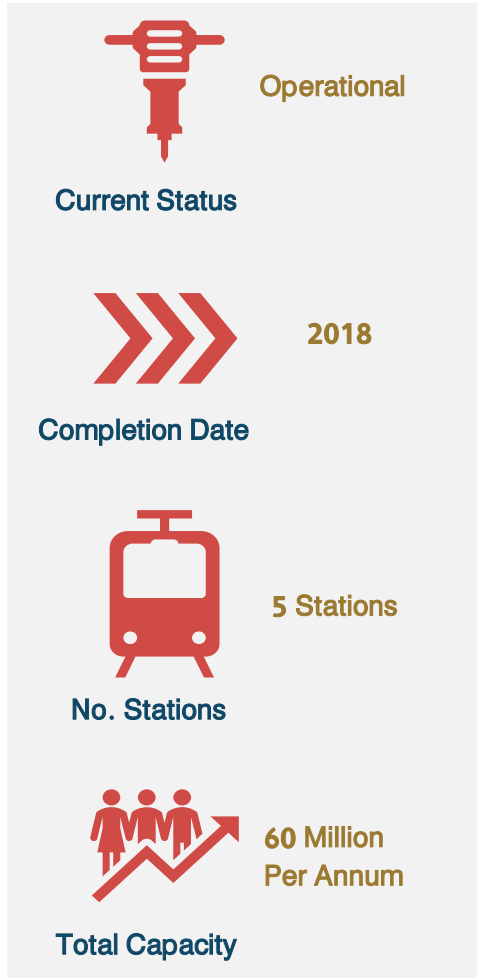 Operational
Current Status
2018
Completion Date
5 Stations
No. Stations
60 Million
Per Annum
Total Capacity